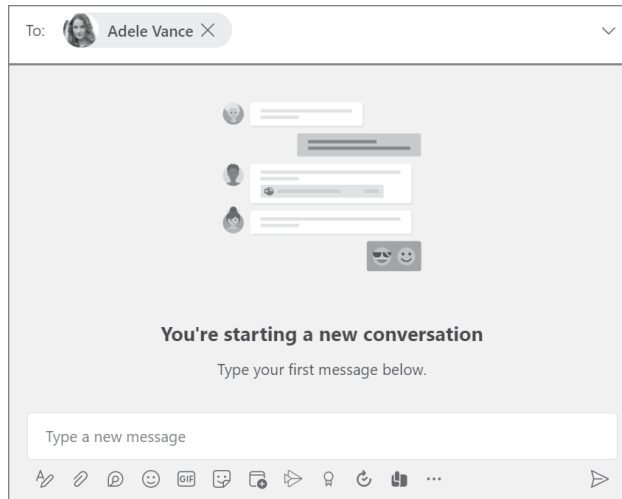 To: Adele Vance
You're starting a new conversation
Type your first message below.
Type a new message
GIF